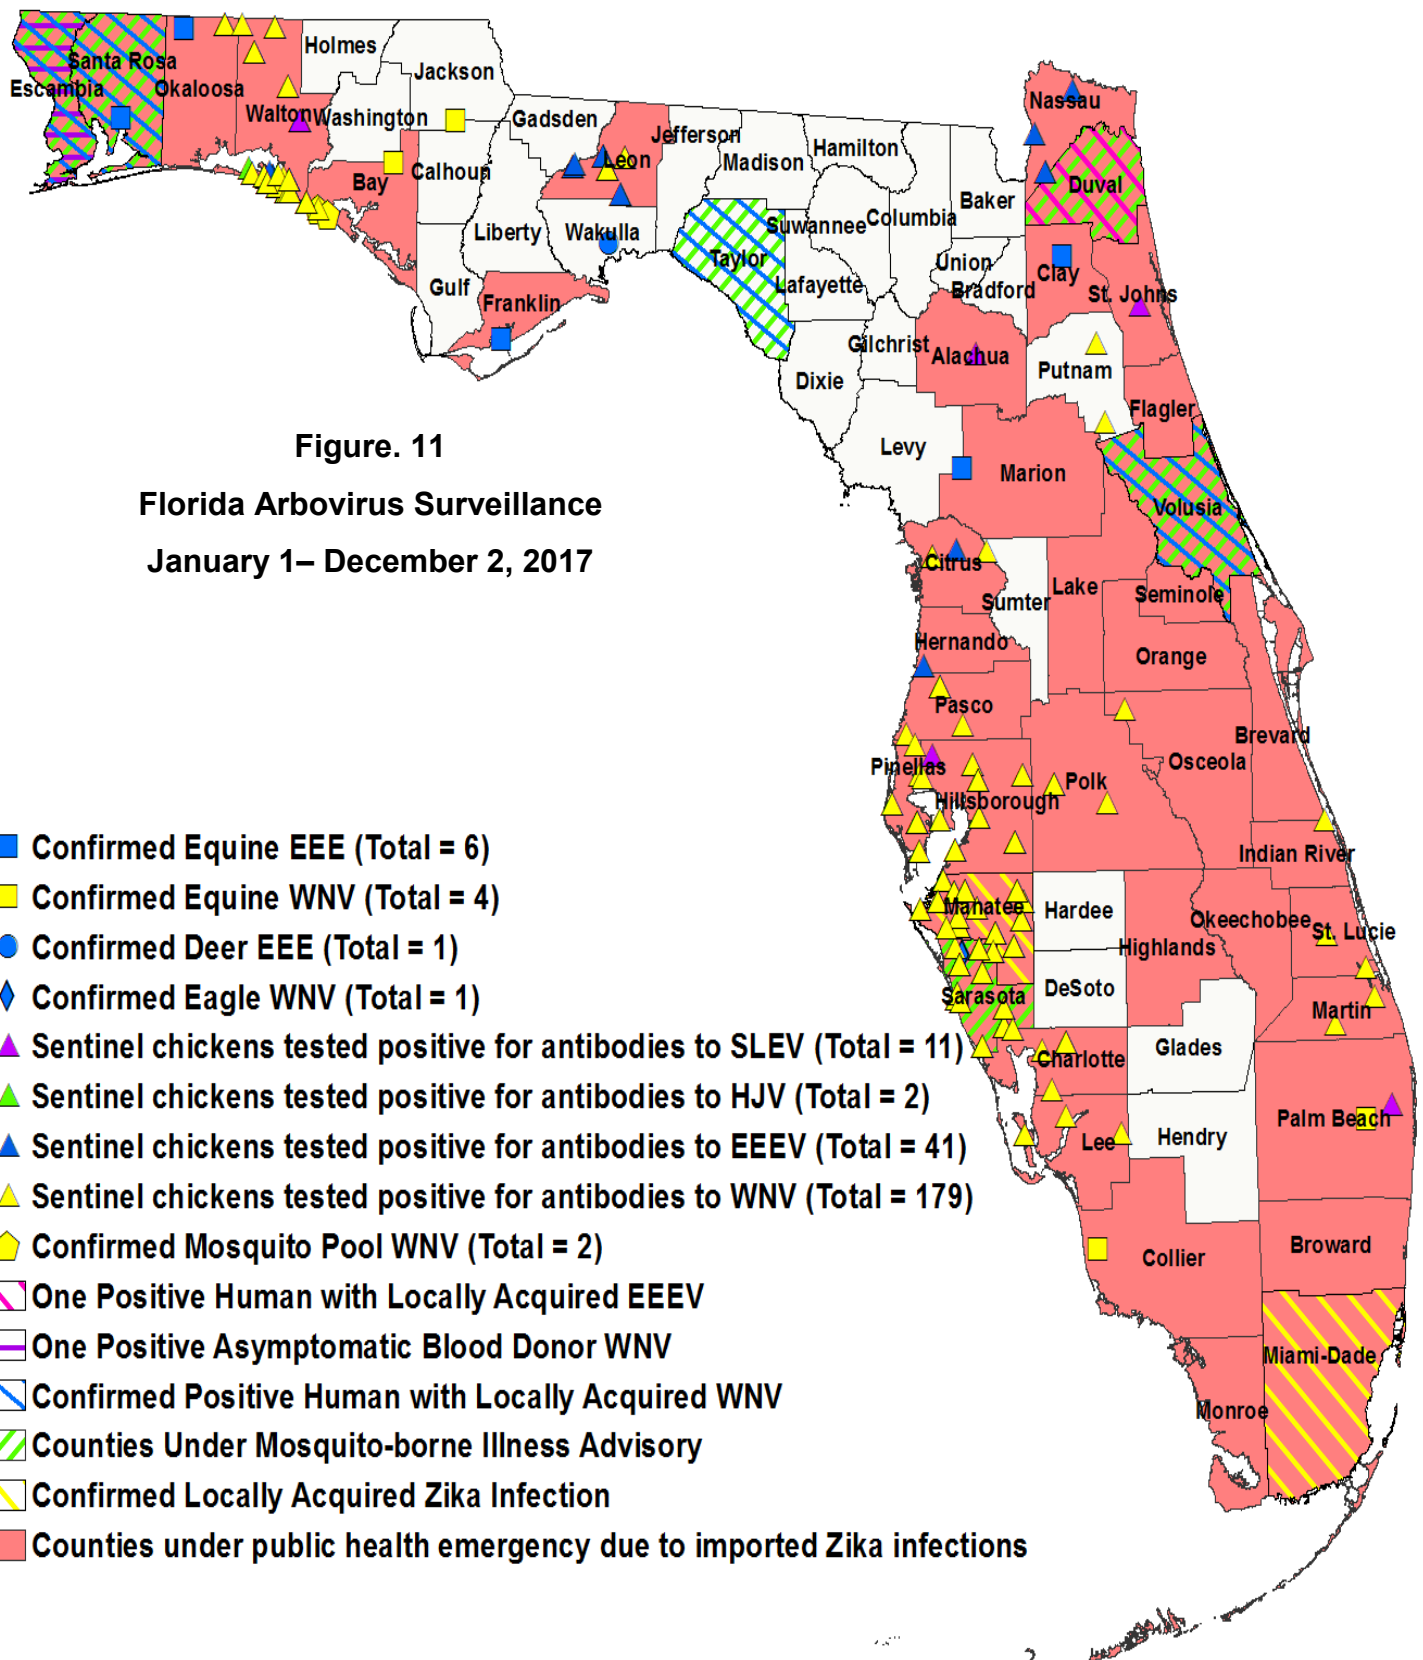 Holmes
Jackson
Santa Rosa
Escambia
Okaloosa
Walton
Washington
Gadsden
Jefferson
Leon
Madison
Hamilton
Nassau
Duval
Bay
Calhoun
Liberty
Wakulla
Taylor
Suwannee
Columbia
Baker
Union
Bradford
Clay
St. Johns
Gulf
Franklin
Lafayette
Gilchrist
Alachua
Dixie
Putnam
Flagler
Figure. 11
Levy
Marion
Florida Arbovirus Surveillance
Volusia
January 1– December 2, 2017
Citrus
Sumter
Lake
Seminole
Hernando
Orange
Pasco
Brevard
Osceola
Pinellas
Polk
Hillsborough
Indian River
Manatee
Hardee
Okeechobee
St. Lucie
Highlands
DeSoto
Sarasota
Martin
Charlotte
Glades
Palm Beach
Lee
Hendry
Collier
Broward
Miami-Dade
Monroe
Confirmed Equine EEE (Total = 6)
Confirmed Equine WNV (Total = 4)
Confirmed Deer EEE (Total = 1)
Confirmed Eagle WNV (Total = 1)
Sentinel chickens tested positive for antibodies to SLEV (Total = 11)
Sentinel chickens tested positive for antibodies to HJV (Total = 2)
Sentinel chickens tested positive for antibodies to EEEV (Total = 41)
Sentinel chickens tested positive for antibodies to WNV (Total = 179)
Confirmed Mosquito Pool WNV (Total = 2)
One Positive Human with Locally Acquired EEEV
One Positive Asymptomatic Blood Donor WNV
Confirmed Positive Human with Locally Acquired WNV
Counties Under Mosquito-borne Illness Advisory
Confirmed Locally Acquired Zika Infection
Counties under public health emergency due to imported Zika infections